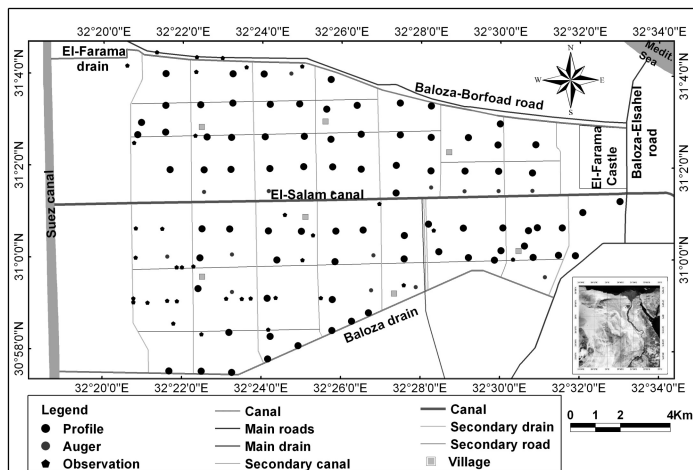 32°20'0"E 32°22'0"E 32°24'0"E 32°26'0"E 32°28'0"E 32°30'0"E 32°32'0"E 32°34'0"E
El-Farama
drain
Medit.
Sea
N
W E
S
31°4'0"N
31°4'0"N
Baloza-Borfoad road
Baloza-Elsahel
road
El-Farama
Castle
31°2'0"N
31°2'0"N
El-Salam canal
Suez canal
31°0'0"N
31°0'0"N
Baloza drain
30°58'0"N
30°58'0"N
32°20'0"E 32°22'0"E 32°24'0"E 32°26'0"E 32°28'0"E 32°30'0"E 32°32'0"E 32°34'0"E
Legend
Profile
Auger
Observation
Canal
Main roads
Main drain
Secondary canal
Canal
Secondary drain
Secondary road
Village
0 1 2 4Km